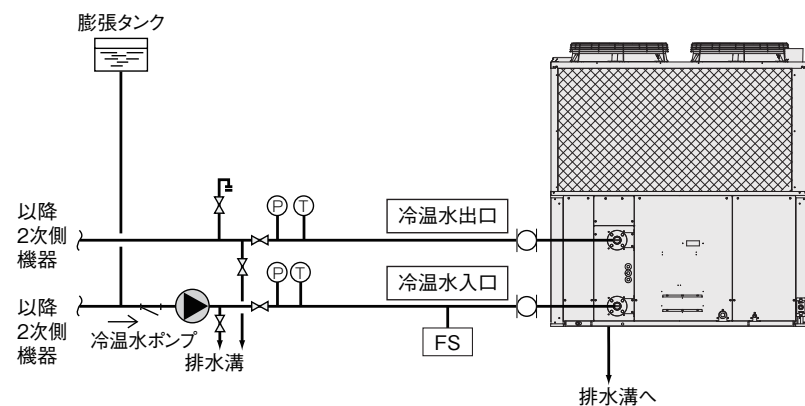 膨張タンク
以降
2次側
機器
P
T
冷温水出口
P
T
冷温水入口
以降
2次側
機器
冷温水ポンプ
排水溝
FS
排水溝へ